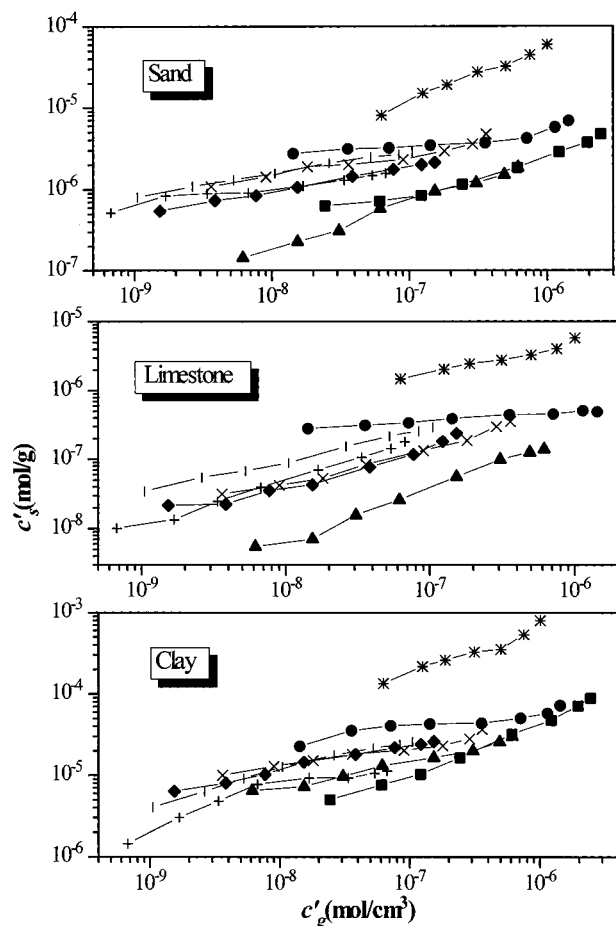 10⁻⁴
Sand
10⁻⁵
10⁻⁶
10⁻⁷
10⁻⁹ 10⁻⁸ 10⁻⁷ 10⁻⁶
10⁻⁵
Limestone
10⁻⁶
10⁻⁷
10⁻⁸
c'ₛ(mol/g)
10⁻⁹ 10⁻⁸ 10⁻⁷ 10⁻⁶
10⁻³
Clay
10⁻⁴
10⁻⁵
10⁻⁶
10⁻⁹ 10⁻⁸ 10⁻⁷ 10⁻⁶
c'g(mol/cm³)